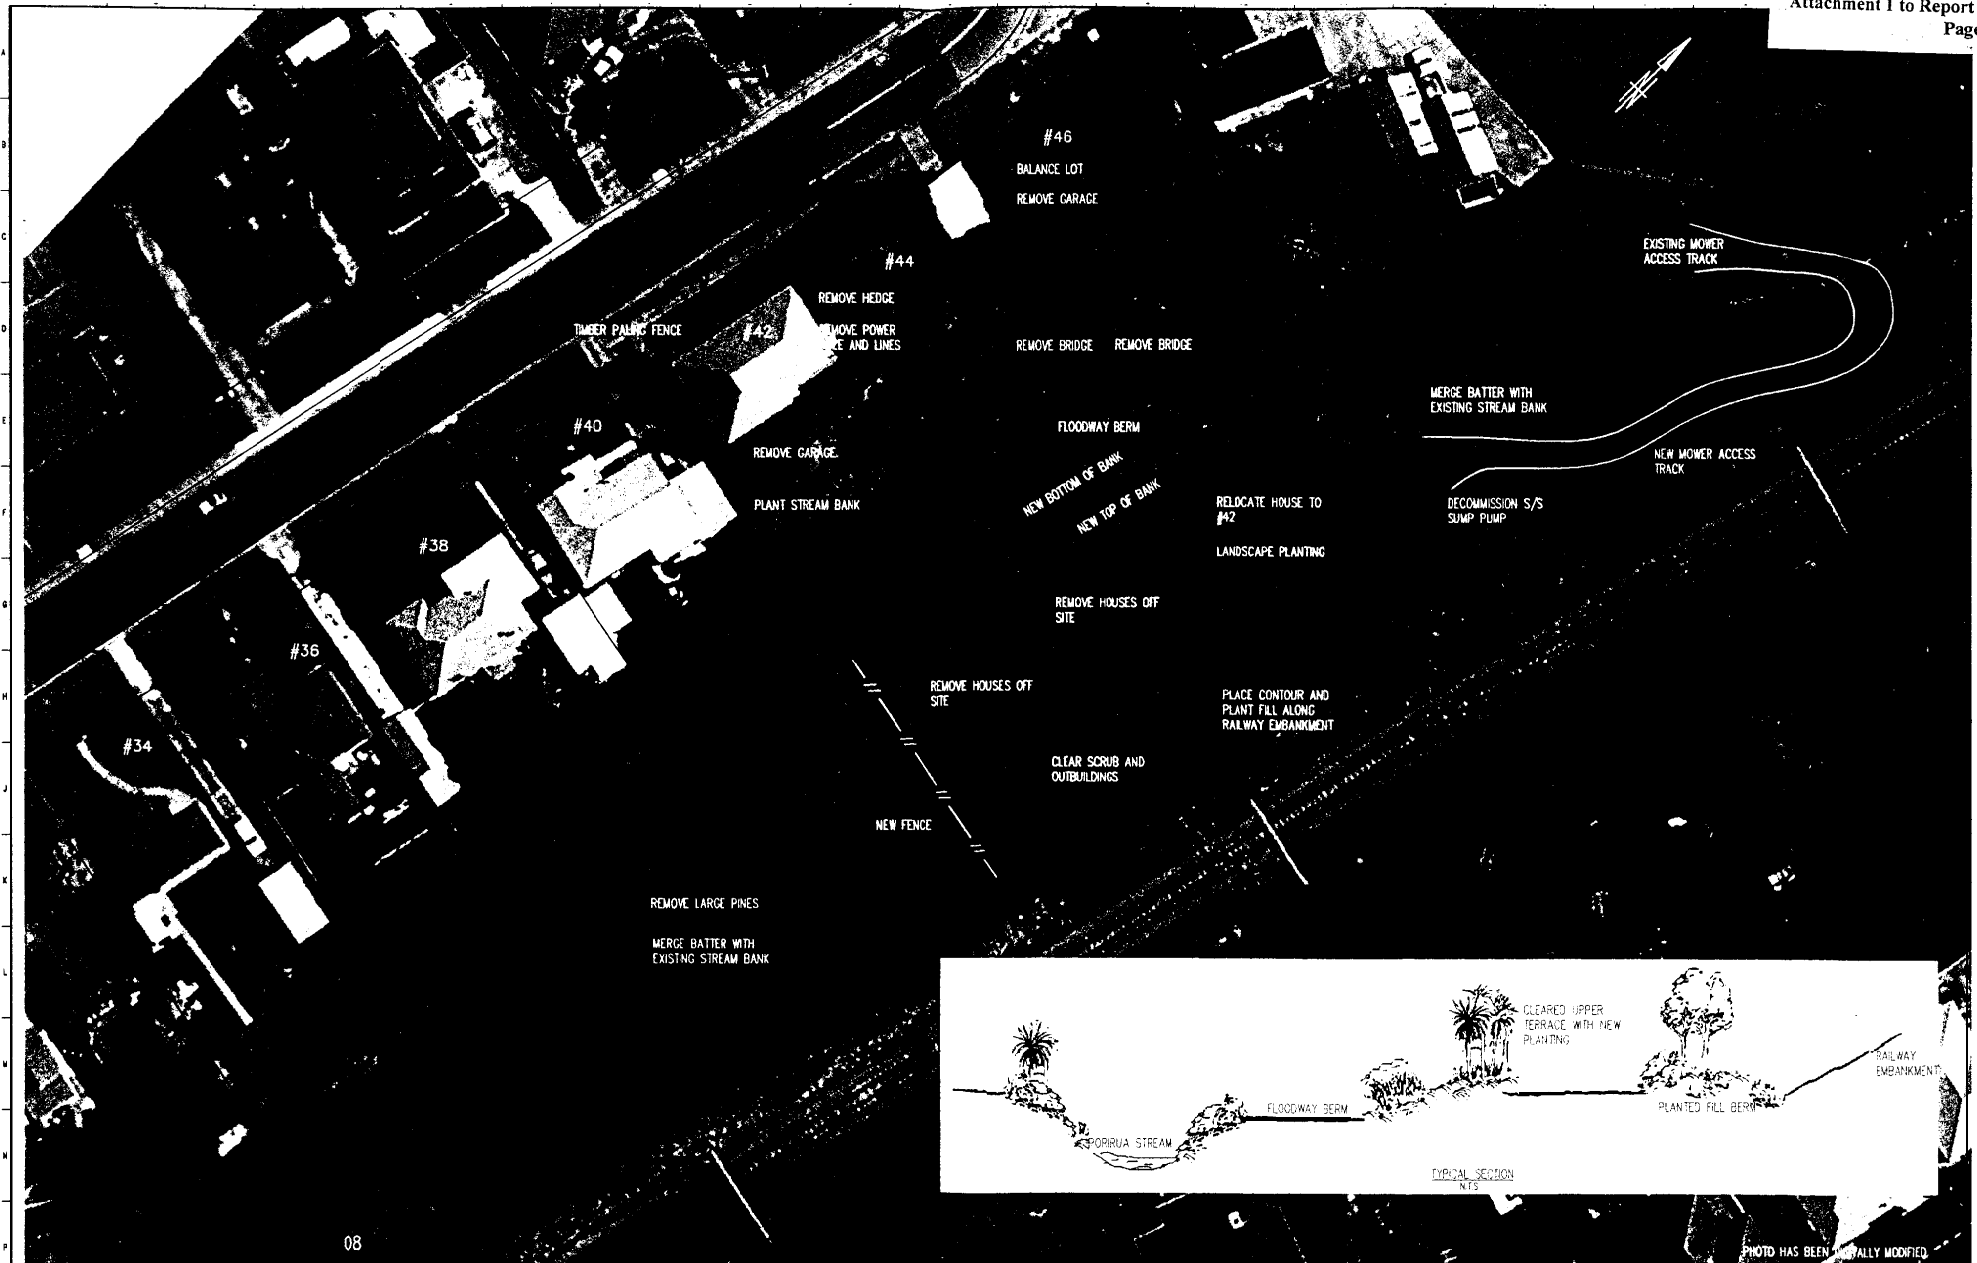 Attachment 1 to Report
Page
A
B
C
D
E
F
G
H
J
K
L
M
N
P
#46
BALANCE LOT
REMOVE GARAGE
#44
REMOVE HEDGE
TIMBER PALING FENCE
#42
REMOVE POWER
AND LINES
REMOVE BRIDGE
REMOVE BRIDGE
EXISTING MOWER
ACCESS TRACK
MERGE BATTER WITH
EXISTING STREAM BANK
#40
FLOODWAY BERM
REMOVE GARAGE
NEW MOWER ACCESS
TRACK
NEW BOTTOM OF BANK
NEW TOP OF BANK
PLANT STREAM BANK
RELOCATE HOUSE TO
#42
DECOMMISSION S/S
SUMP PUMP
#38
LANDSCAPE PLANTING
REMOVE HOUSES OFF
SITE
#36
REMOVE HOUSES OFF
SITE
PLACE CONTOUR AND
PLANT FILL ALONG
RAILWAY EMBANKMENT
#34
CLEAR SCRUB AND
OUTBUILDINGS
NEW FENCE
REMOVE LARGE PINES
MERGE BATTER WITH
EXISTNG STREAM BANK
CLEARED UPPER
TERRACE WITH NEW
PLANTING
RAILWAY
EMBANKMENT
FLOODWAY BERM
PLANTED FILL BERM
PORIRUA STREAM
TYPICAL SECTION
N.T.S
08
PHOTO HAS BEEN DIGITALLY MODIFIED